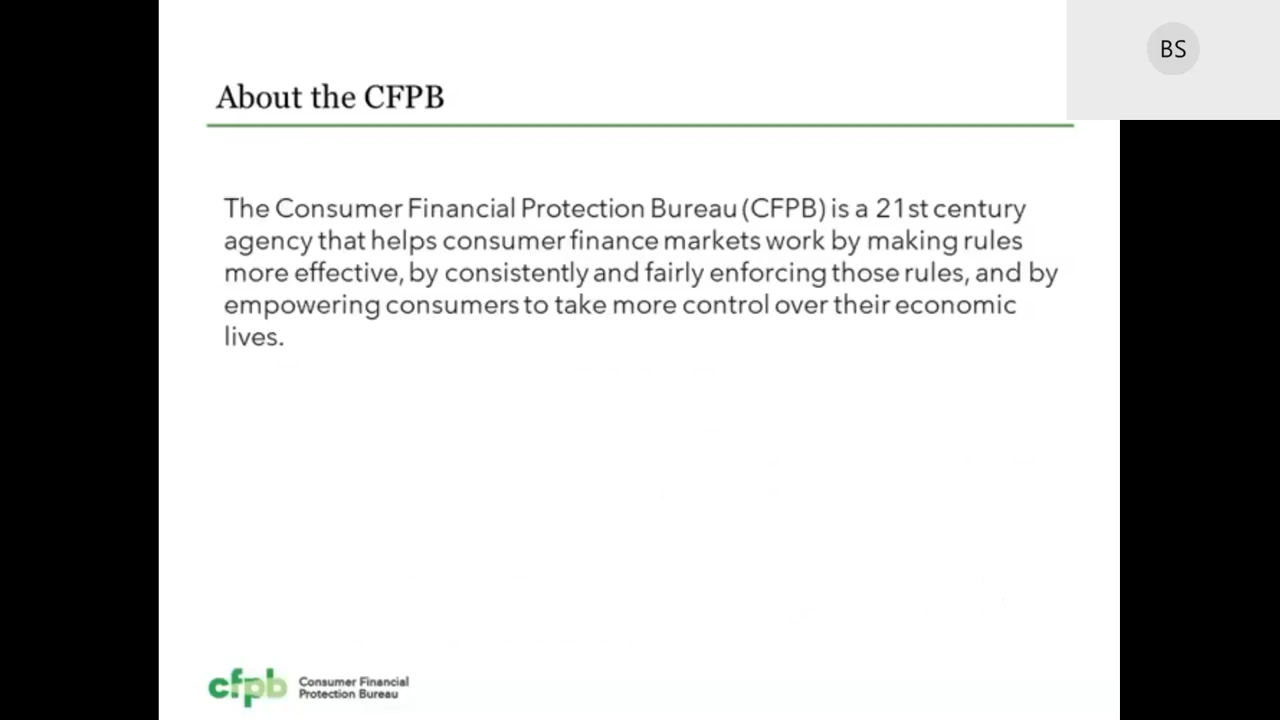 BS
About the CFPB
The Consumer Financial Protection Bureau (CFPB) is a 21st century
agency that helps consumer finance markets work by making rules
more effective, by consistently and fairly enforcing those rules, and by
empowering consumers to take more control over their economic
lives.
cfpb
Consumer Financial
Protection Bureau